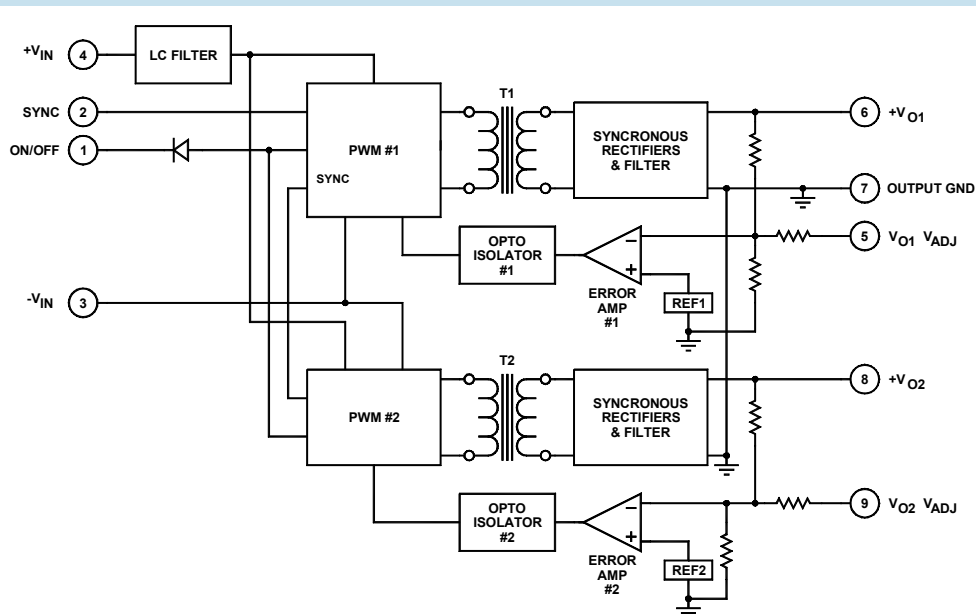 +VIN 4 LC FILTER
T1
SYNC 2
6 +VO1
ON/OFF 1
PWM #1
SYNC
SYNCRONOUS
RECTIFIERS
& FILTER
7 OUTPUT GND
OPTO
ISOLATOR
#1
−
+
5 VO1 VADJ
ERROR
AMP
#1
REF1
-VIN 3
T2
PWM #2
SYNCRONOUS
RECTIFIERS
& FILTER
8 +VO2
OPTO
ISOLATOR
#2
−
+
9 VO2 VADJ
ERROR
AMP
#2
REF2